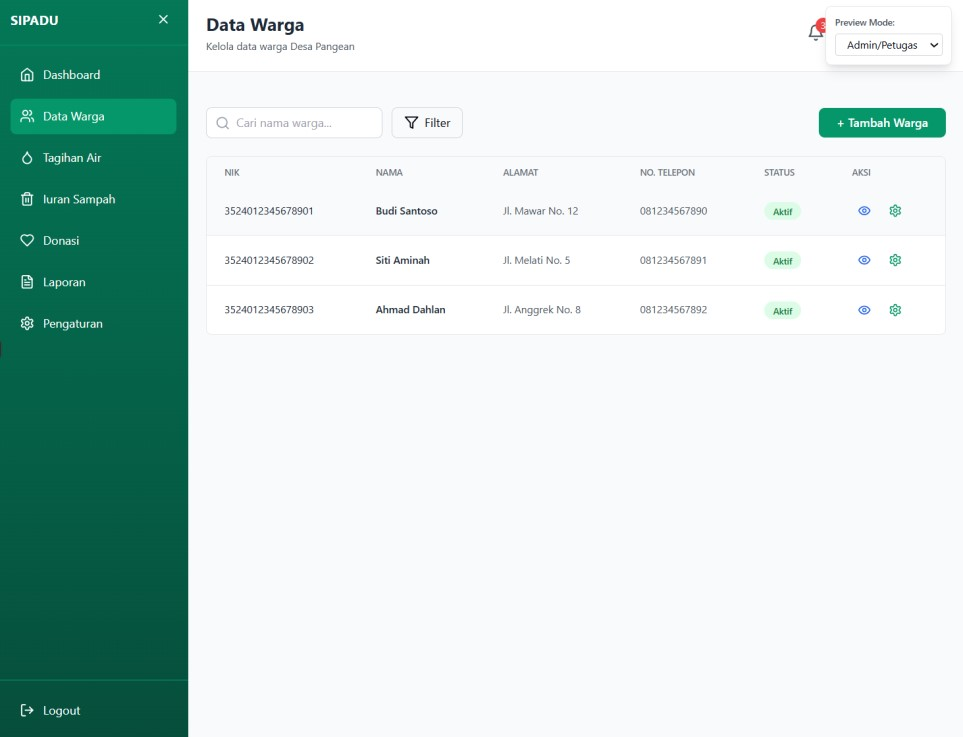 SIPADU
Dashboard
Data Warga
Tagihan Air
Iuran Sampah
Donasi
Laporan
Pengaturan
Logout
Data Warga
Kelola data warga Desa Pangean
3
Preview Mode:
Admin/Petugas
Cari nama warga...
Filter
+ Tambah Warga
NIK NAMA ALAMAT NO. TELEPON STATUS AKSI
3524012345678901 Budi Santoso Jl. Mawar No. 12 081234567890 Aktif
3524012345678902 Siti Aminah Jl. Melati No. 5 081234567891 Aktif
3524012345678903 Ahmad Dahlan Jl. Anggrek No. 8 081234567892 Aktif